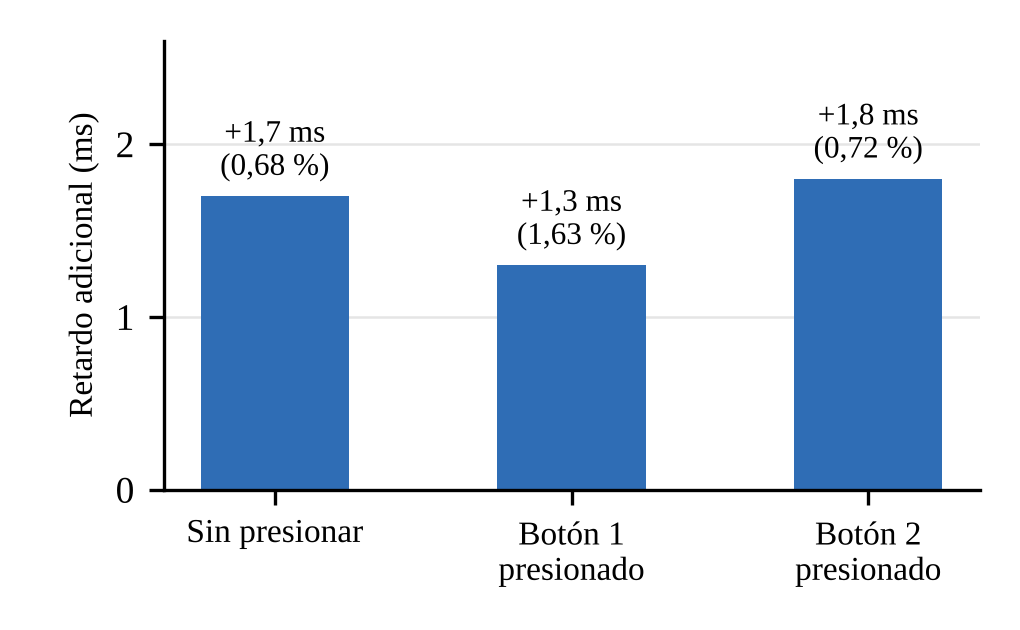 Retardo adicional (ms)
2
1
0
+1,7 ms
(0,68 %)
+1,3 ms
(1,63 %)
+1,8 ms
(0,72 %)
Sin presionar
Botón 1
presionado
Botón 2
presionado